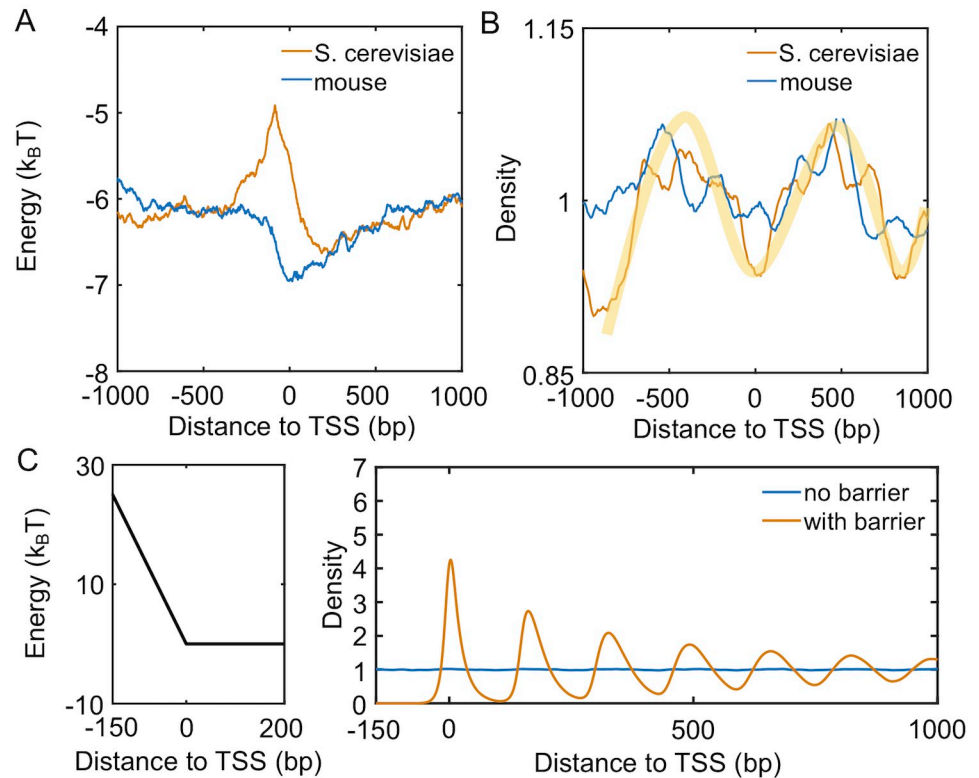 A
Energy (kBT)
-4
-5
-6
-7
-8
S. cerevisiae
mouse
-1000 -500 0 500 1000
Distance to TSS (bp)
B
Density
1.15
1
0.85
S. cerevisiae
mouse
-1000 -500 0 500 1000
Distance to TSS (bp)
C
Energy (kBT)
30
10
-10
-150 0 200
Distance to TSS (bp)
Density
7
6
5
4
3
2
1
0
no barrier
with barrier
-150 0 500 1000
Distance to TSS (bp)